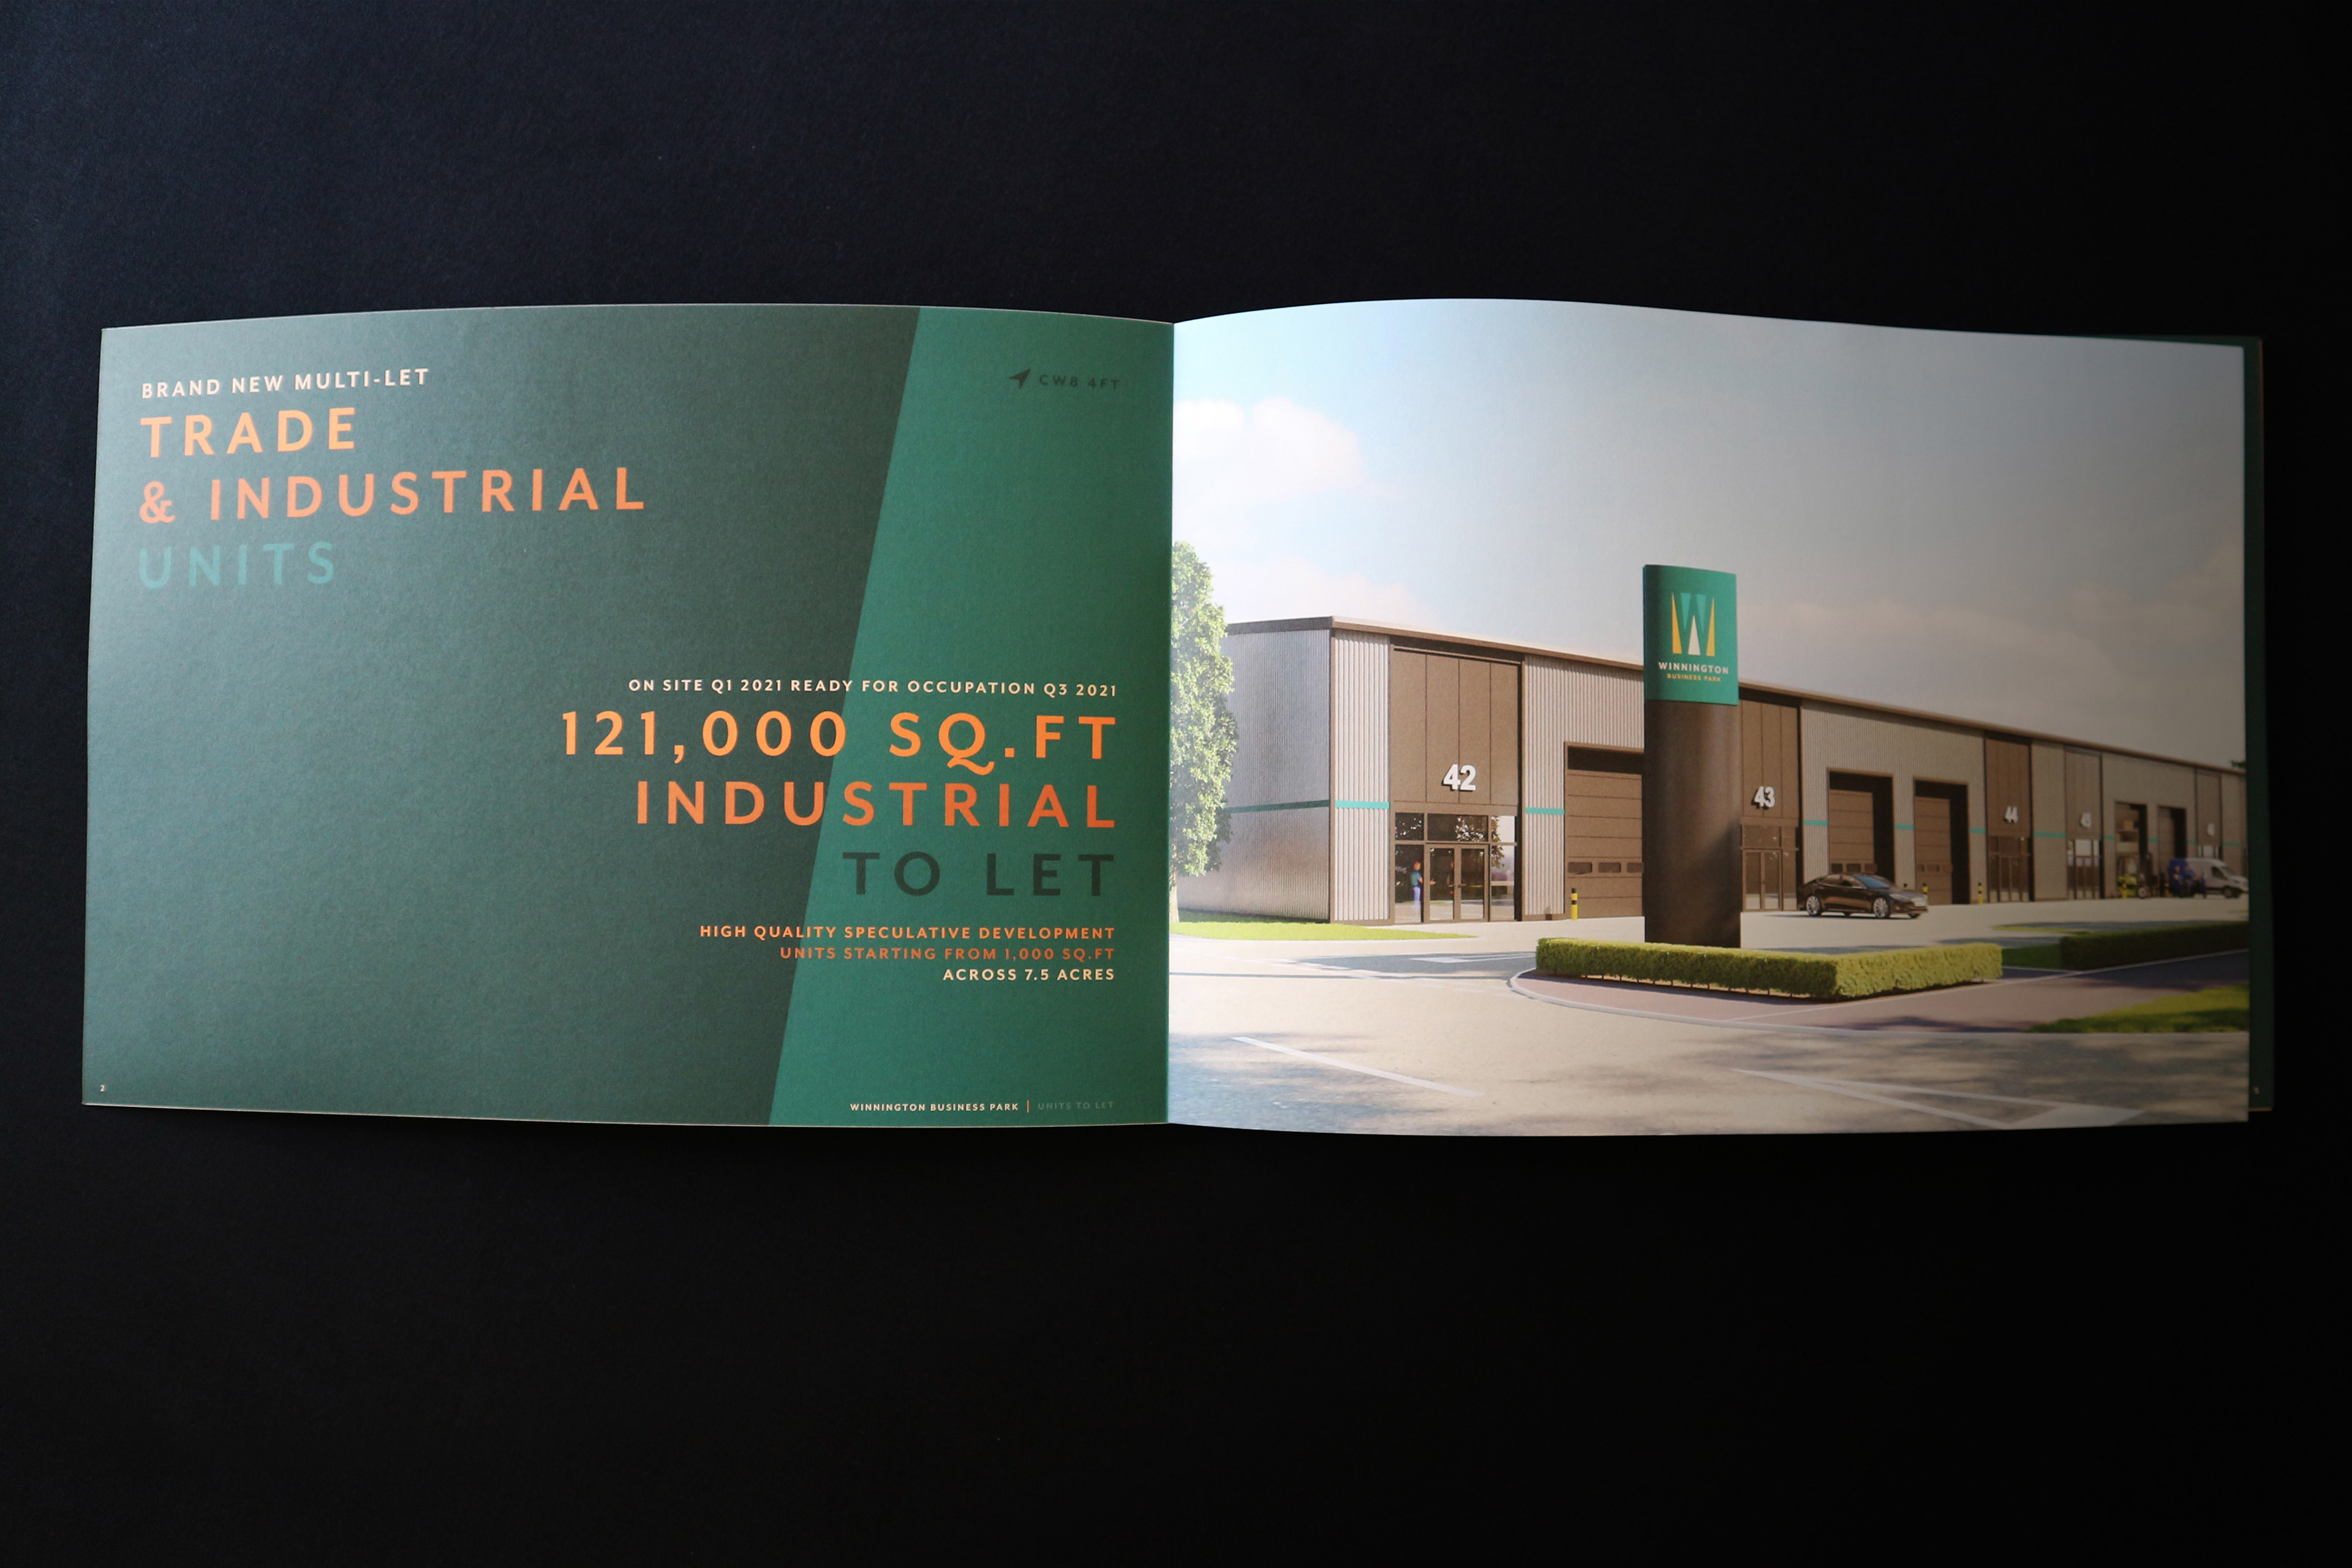 BRAND NEW MULTI-LET
TRADE
& INDUSTRIAL
UNITS
CW8 4FT
ON SITE Q1 2021 READY FOR OCCUPATION Q3 2021
121,000 SQ.FT
INDUSTRIAL
TO LET
HIGH QUALITY SPECULATIVE DEVELOPMENT
UNITS STARTING FROM 1,000 SQ.FT
ACROSS 7.5 ACRES
2
WINNINGTON BUSINESS PARK | UNITS TO LET
W
WINNINGTON
BUSINESS PARK
42
43
44
45